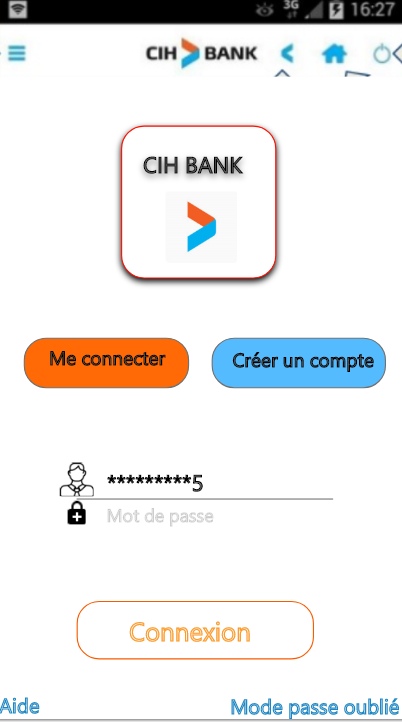 3G 16:27
CIH BANK
CIH BANK
Me connecter Créer un compte
*********5
Mot de passe
Connexion
Aide Mode passe oublié